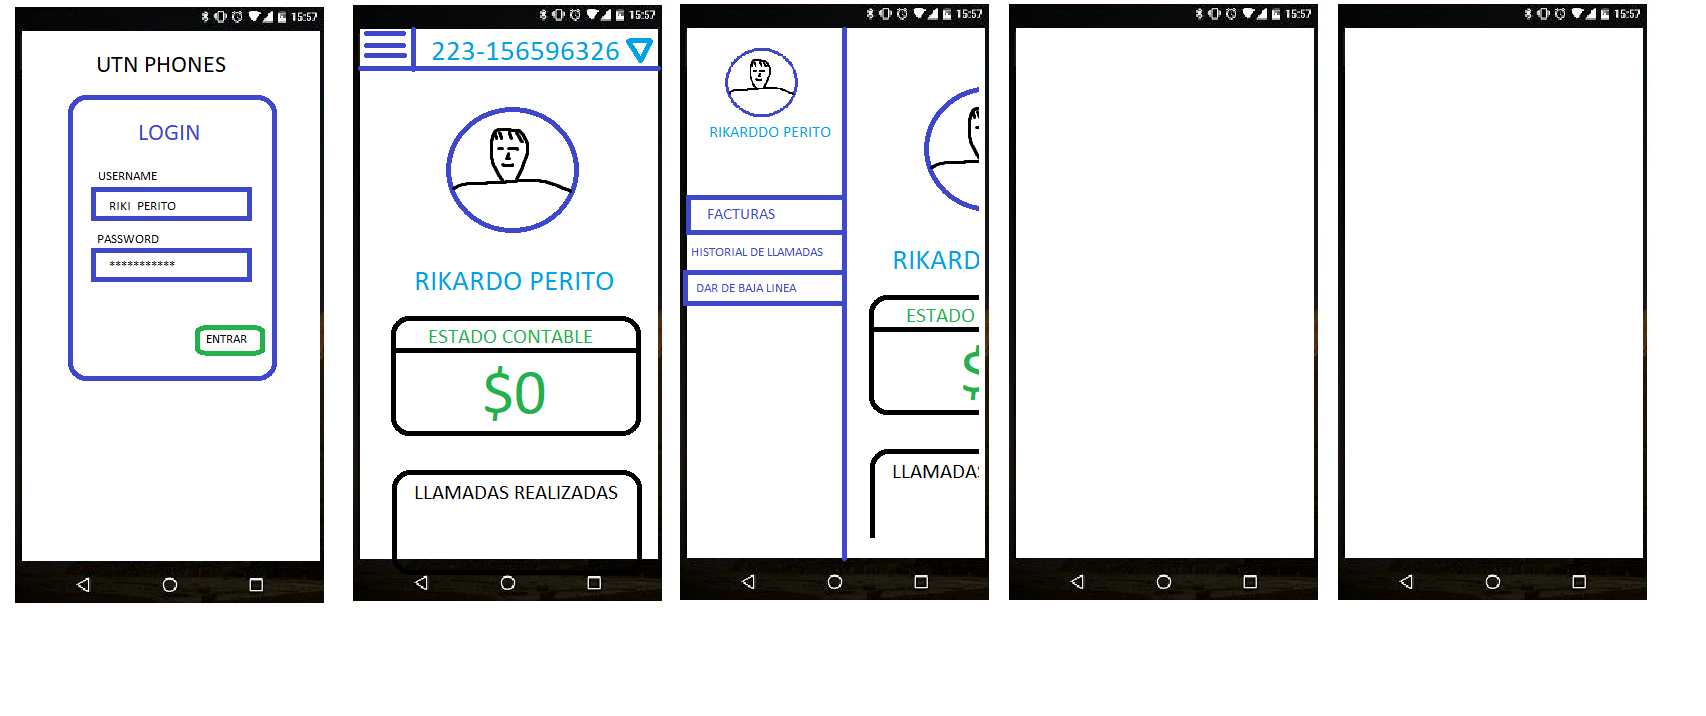 15:57
UTN PHONES
LOGIN
USERNAME
RIKI PERITO
PASSWORD
***********
ENTRAR
15:57
223-156596326
RIKARDO PERITO
ESTADO CONTABLE
$0
LLAMADAS REALIZADAS
15:57
RIKARDDO PERITO
FACTURAS
HISTORIAL DE LLAMADAS
DAR DE BAJA LINEA
RIKARD
ESTADO
$
LLAMADAS
15:57
15:57